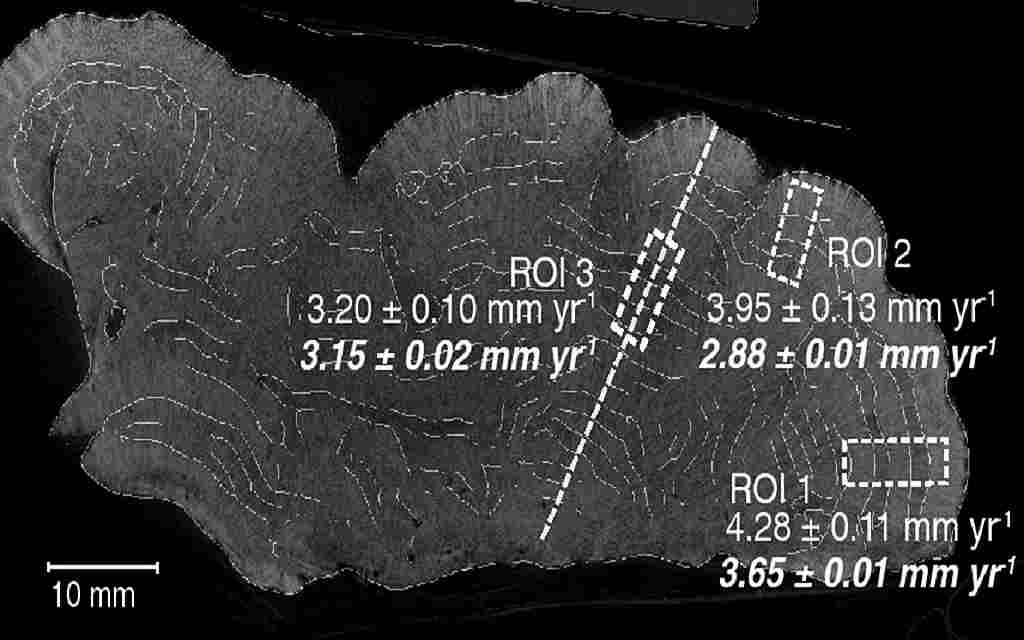 ROI 3
3.20 ± 0.10 mm yr¹
3.15 ± 0.02 mm yr¹
ROI 2
3.95 ± 0.13 mm yr¹
2.88 ± 0.01 mm yr¹
ROI 1
4.28 ± 0.11 mm yr¹
3.65 ± 0.01 mm yr¹
10 mm